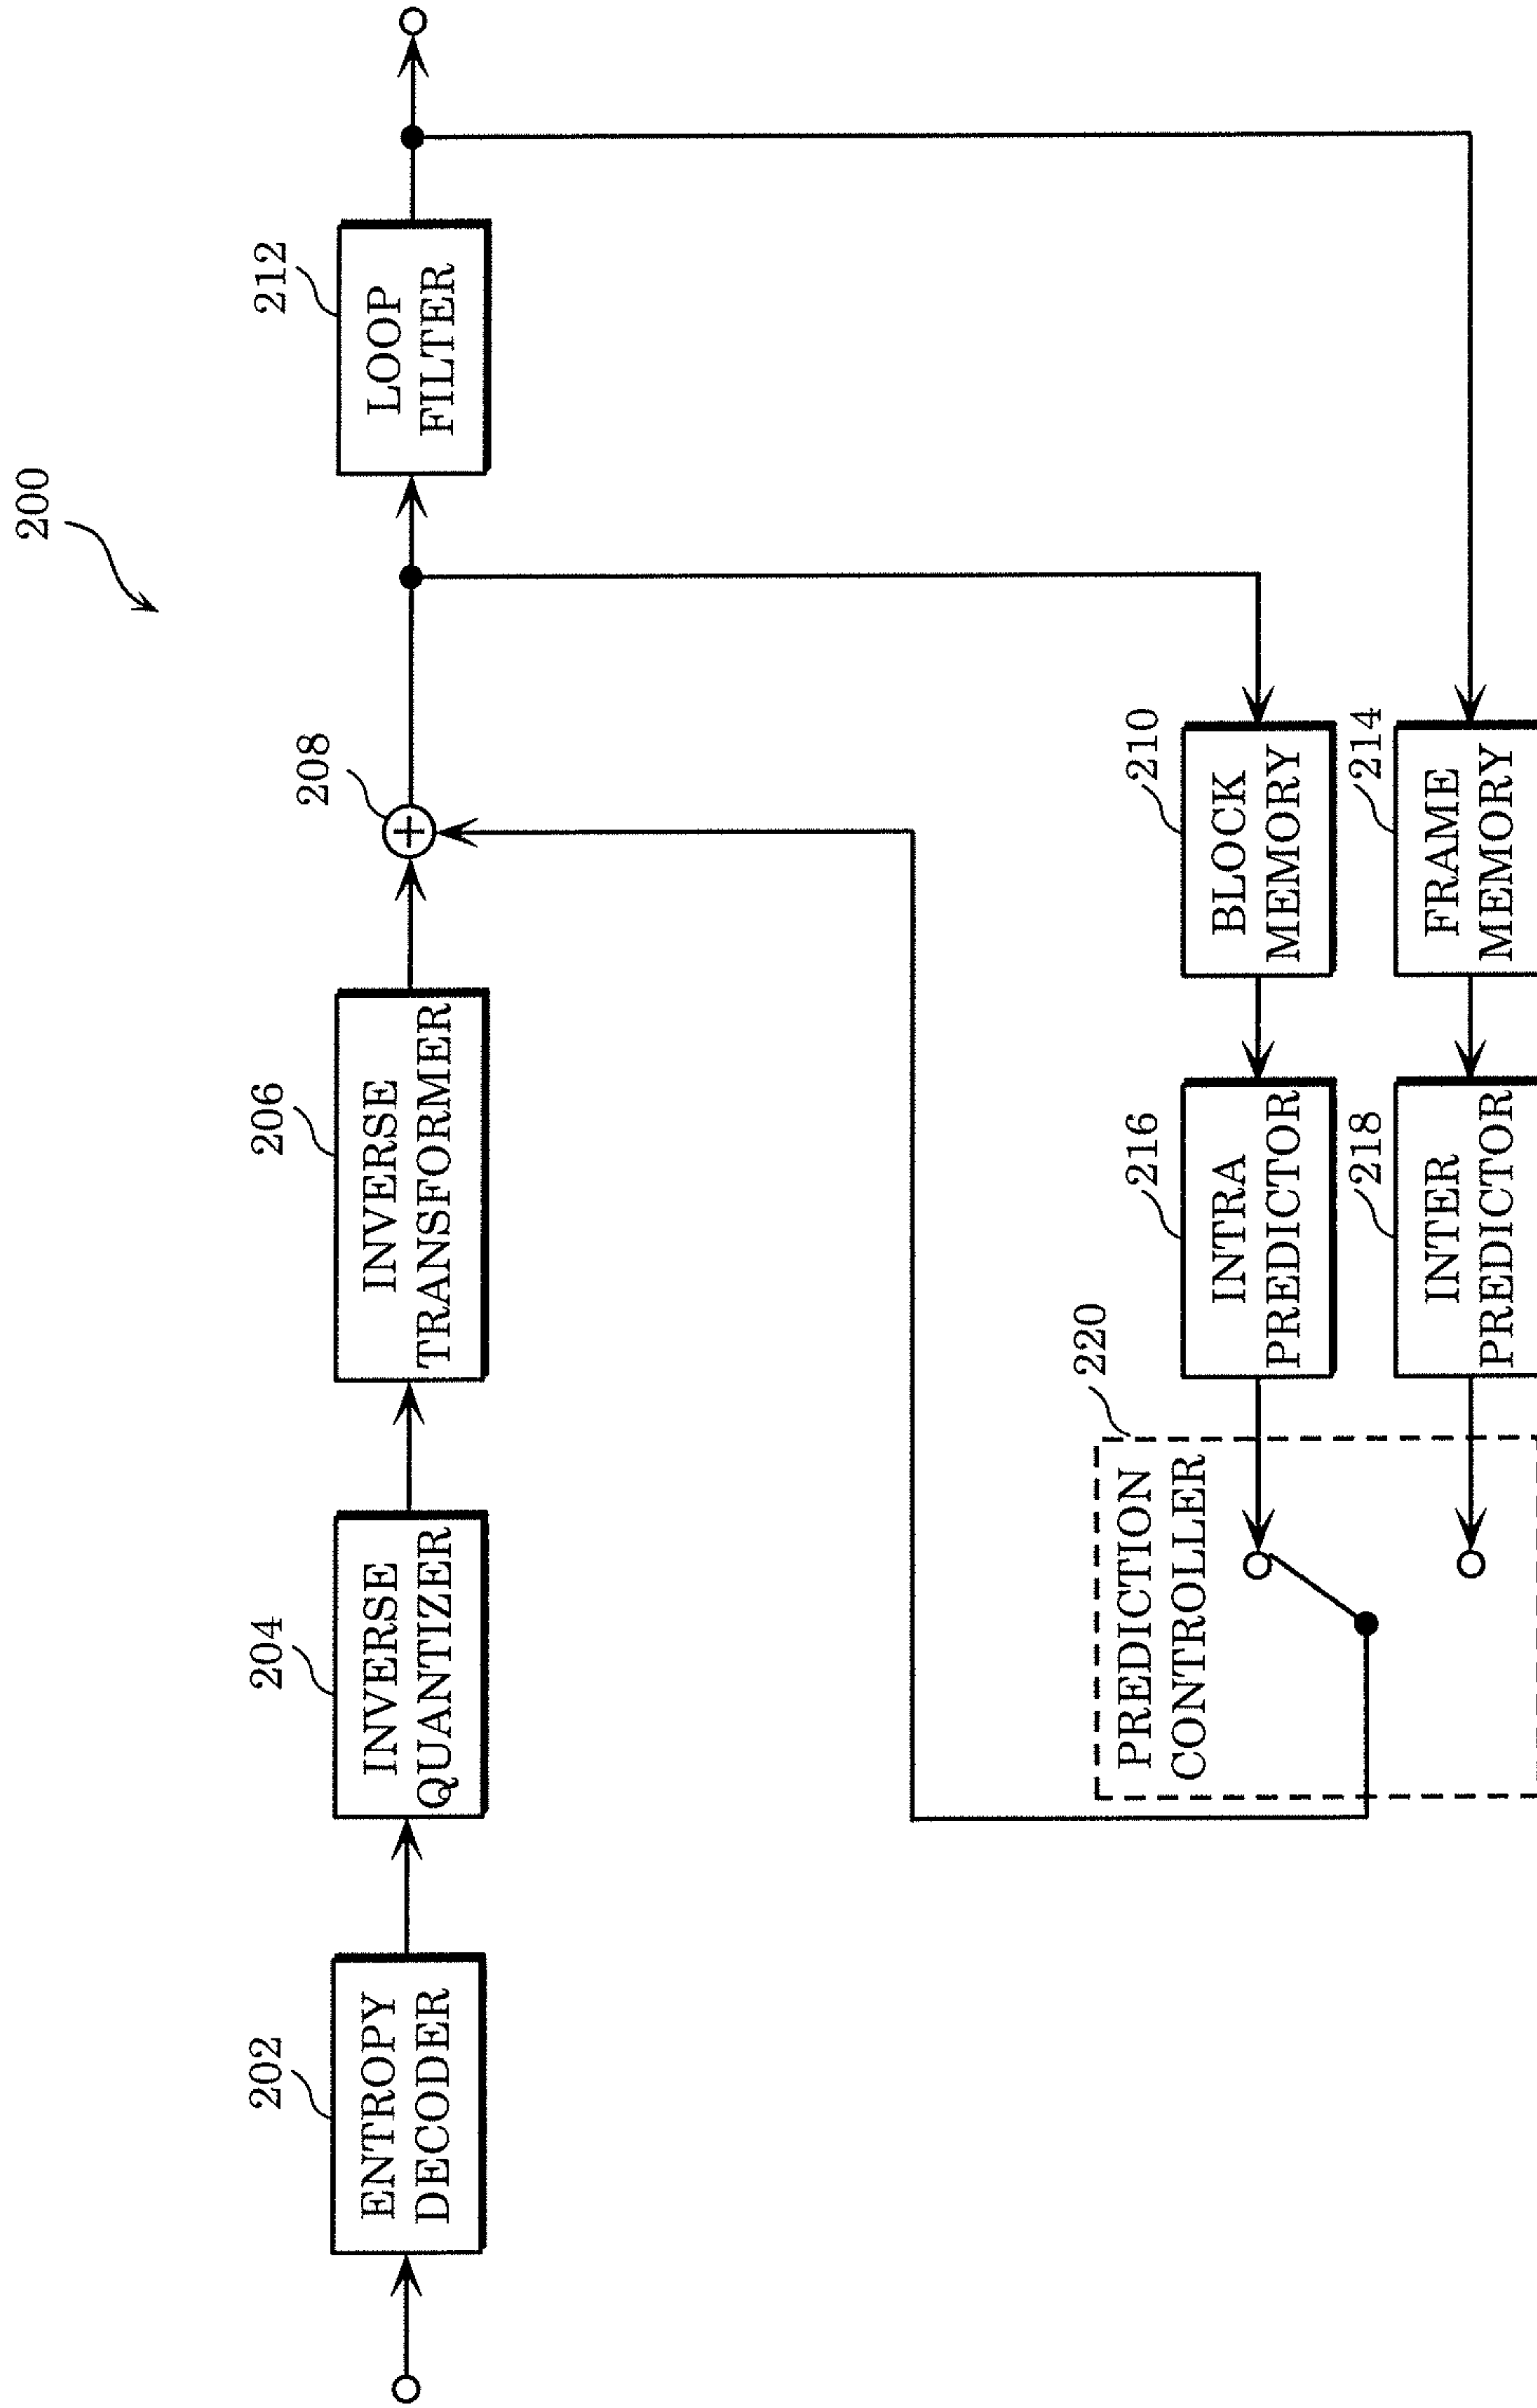 200
202
ENTROPY
DECODER
204
INVERSE
QUANTIZER
206
INVERSE
TRANSFORMER
208
+
212
LOOP
FILTER
220
PREDICTION
CONTROLLER
216
INTRA
PREDICTOR
210
BLOCK
MEMORY
218
INTER
PREDICTOR
214
FRAME
MEMORY